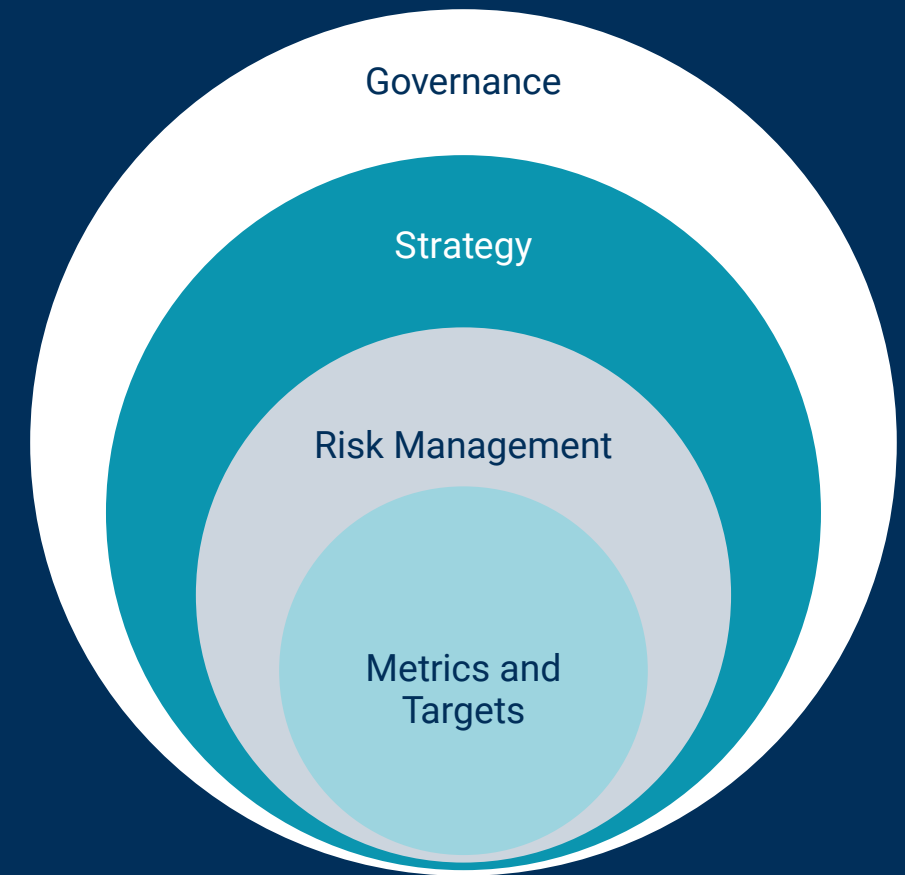 Governance
Strategy
Risk Management
Metrics and
Targets